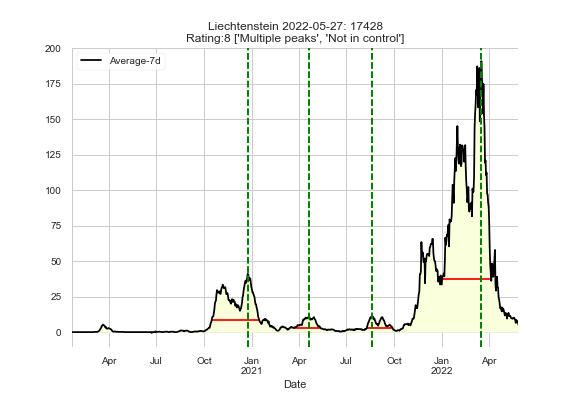 Liechtenstein 2022-05-27: 17428
Rating:8 ['Multiple peaks', 'Not in control']
200
Average-7d
175
150
125
100
75
50
25
0
Apr Jul Oct Jan Apr Jul Oct Jan Apr
2021 2022
Date